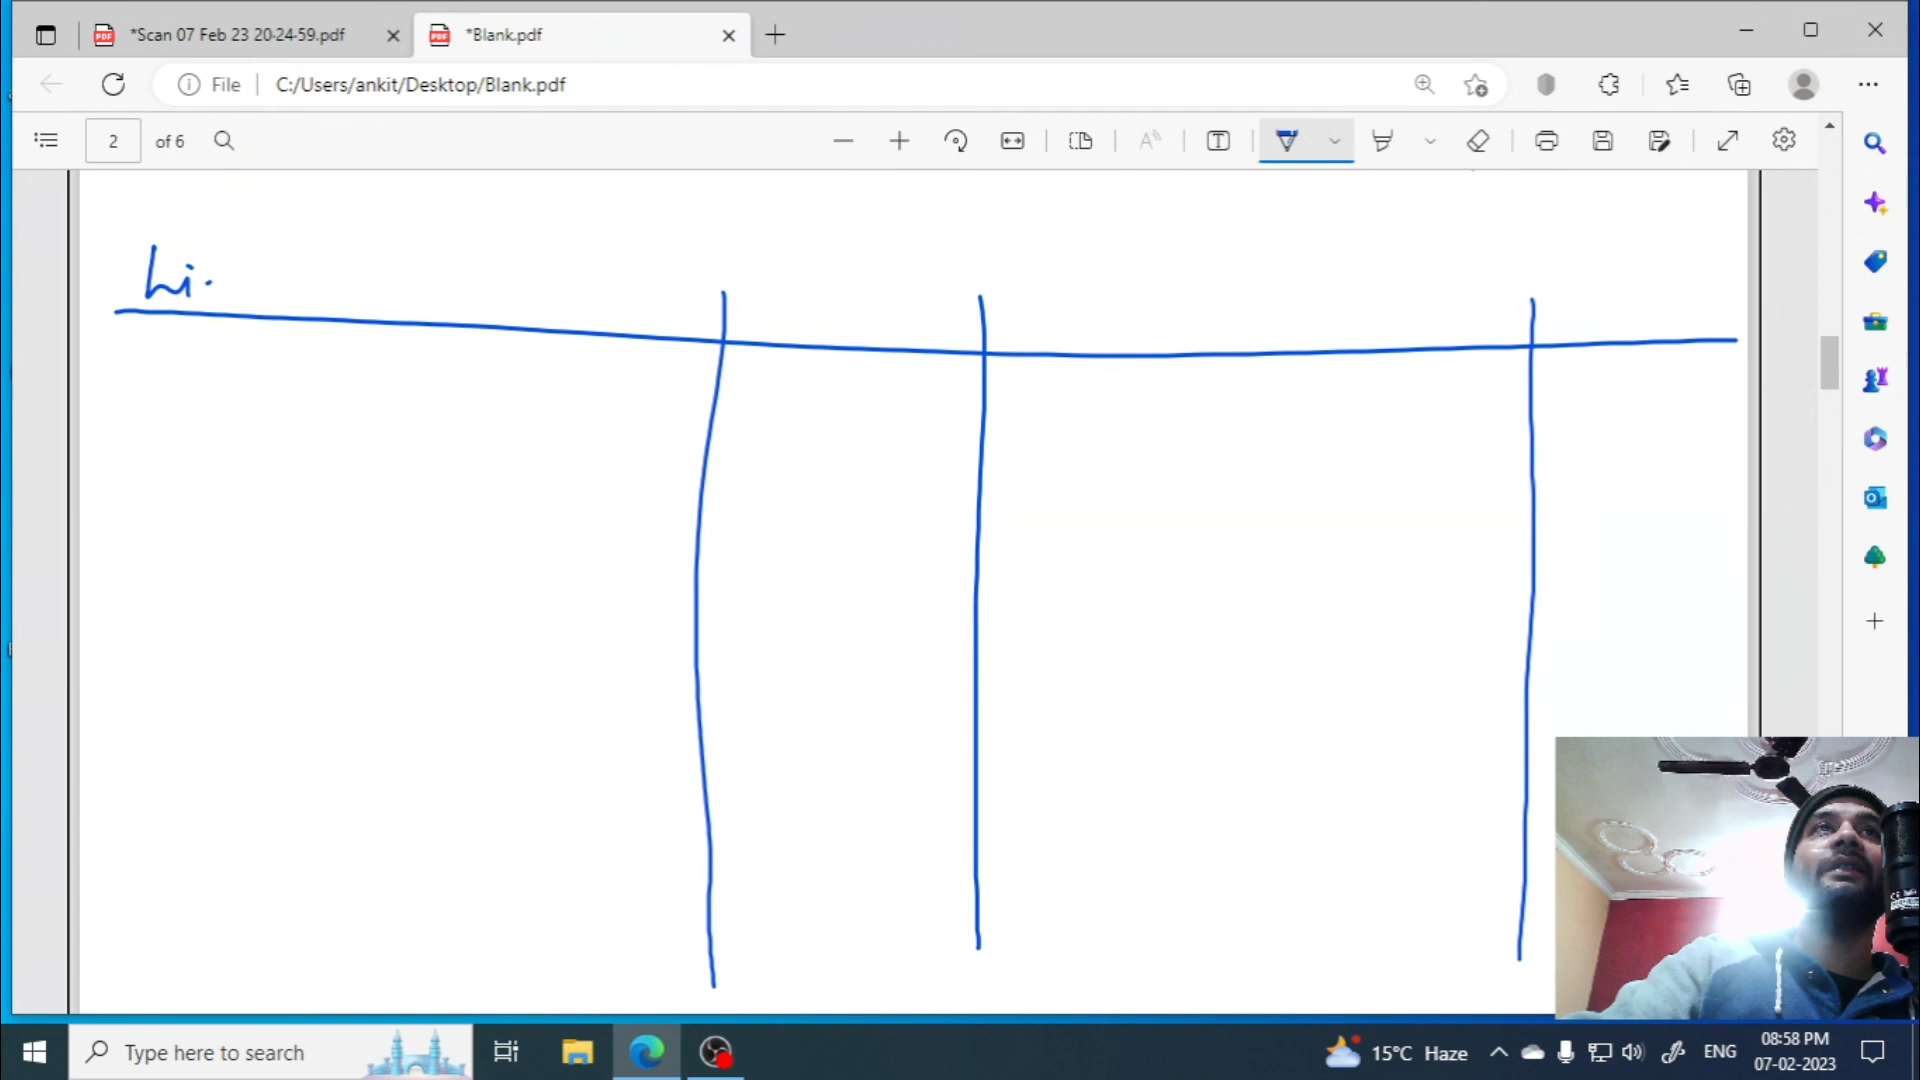 *Scan 07 Feb 23 20-24-59.pdf
*Blank.pdf
File
C:/Users/ankit/Desktop/Blank.pdf
2 of 6
Li.
Type here to search
15°C Haze
ENG
08:58 PM
07-02-2023